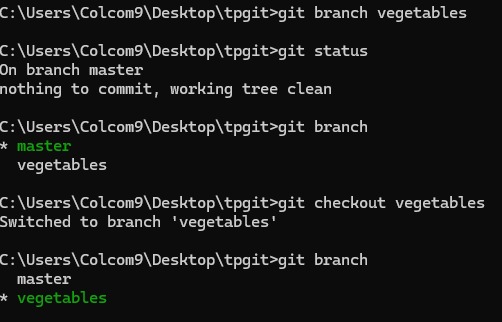 C:\Users\Colcom9\Desktop\tpgit>git branch vegetables
C:\Users\Colcom9\Desktop\tpgit>git status
On branch master
nothing to commit, working tree clean
C:\Users\Colcom9\Desktop\tpgit>git branch
* master
  vegetables
C:\Users\Colcom9\Desktop\tpgit>git checkout vegetables
Switched to branch 'vegetables'
C:\Users\Colcom9\Desktop\tpgit>git branch
  master
* vegetables